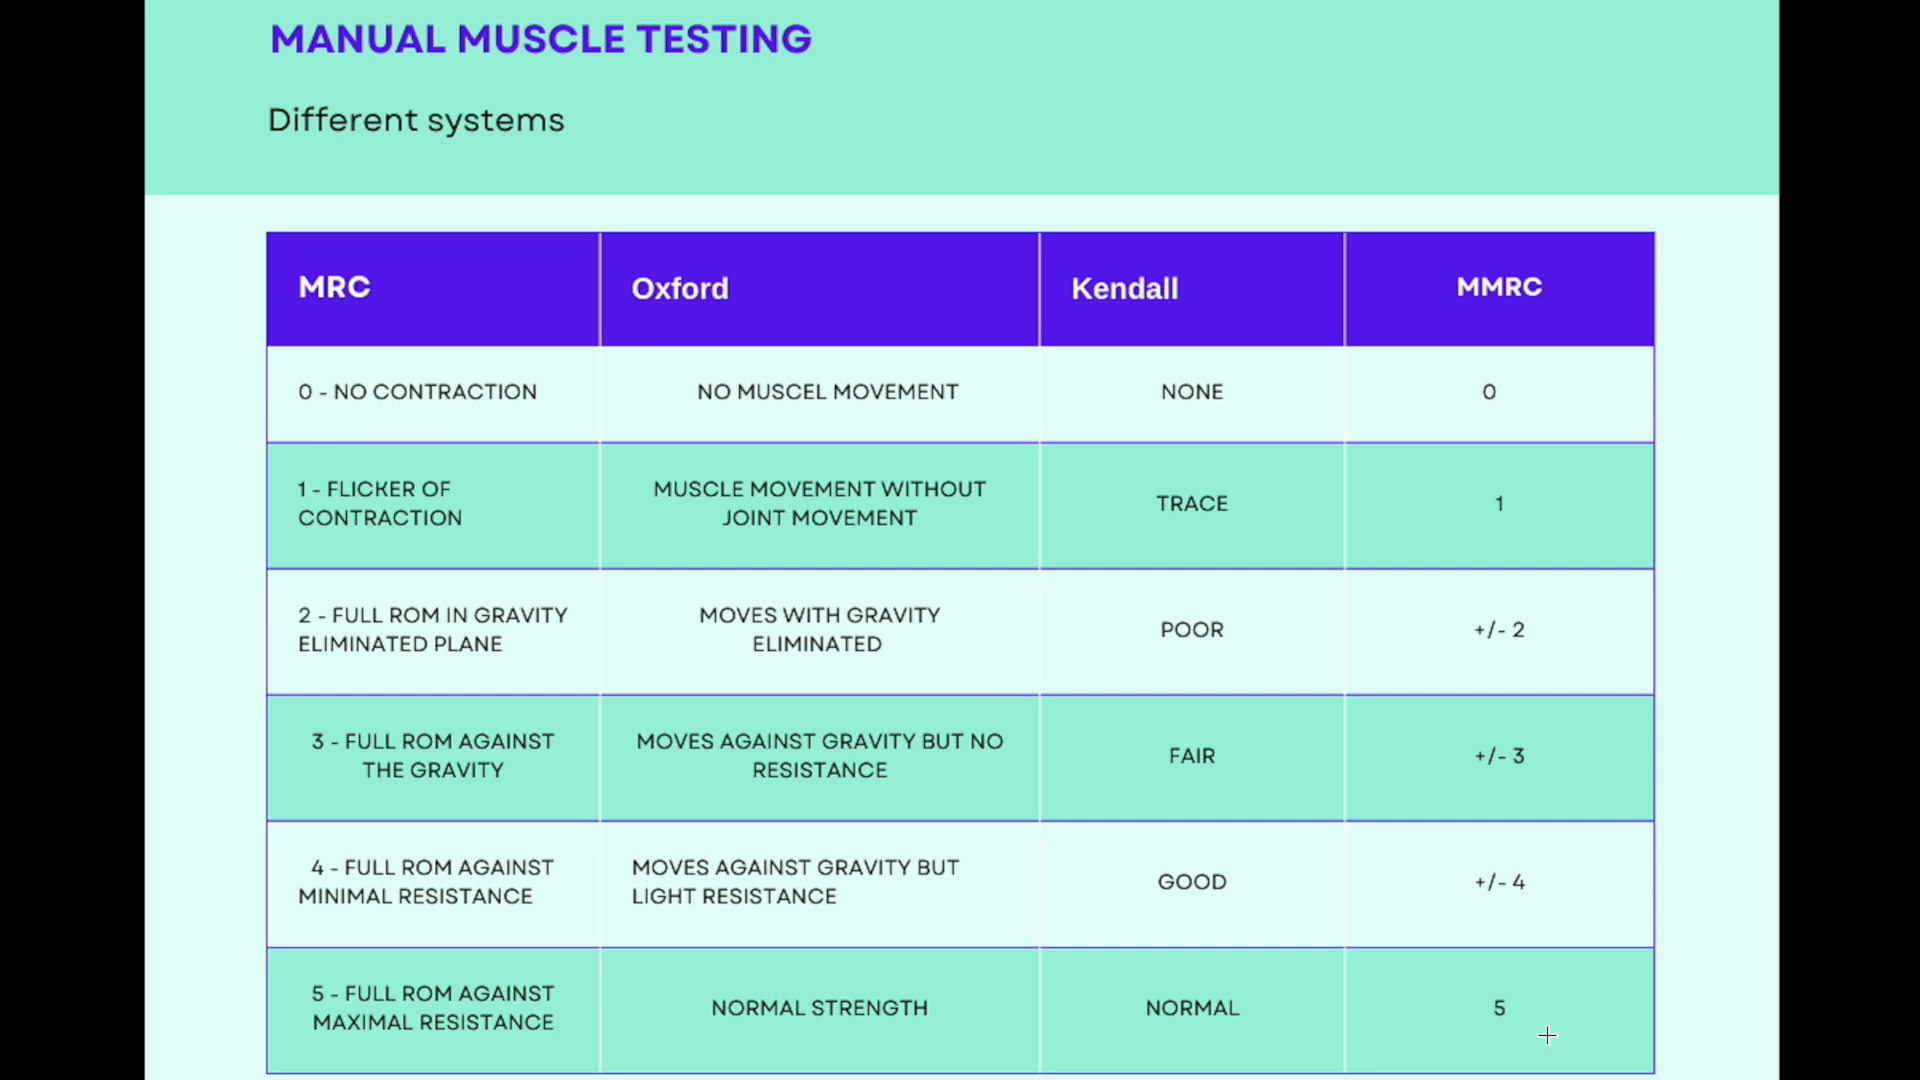 MANUAL MUSCLE TESTING
Different systems
MRC
Oxford
Kendall
MMRC
0 - NO CONTRACTION
NO MUSCEL MOVEMENT
NONE
0
1 - FLICKER OF
CONTRACTION
MUSCLE MOVEMENT WITHOUT
JOINT MOVEMENT
TRACE
1
2 - FULL ROM IN GRAVITY
ELIMINATED PLANE
MOVES WITH GRAVITY
ELIMINATED
POOR
+/- 2
3 - FULL ROM AGAINST
THE GRAVITY
MOVES AGAINST GRAVITY BUT NO
RESISTANCE
FAIR
+/- 3
4 - FULL ROM AGAINST
MINIMAL RESISTANCE
MOVES AGAINST GRAVITY BUT
LIGHT RESISTANCE
GOOD
+/- 4
5 - FULL ROM AGAINST
MAXIMAL RESISTANCE
NORMAL STRENGTH
NORMAL
5